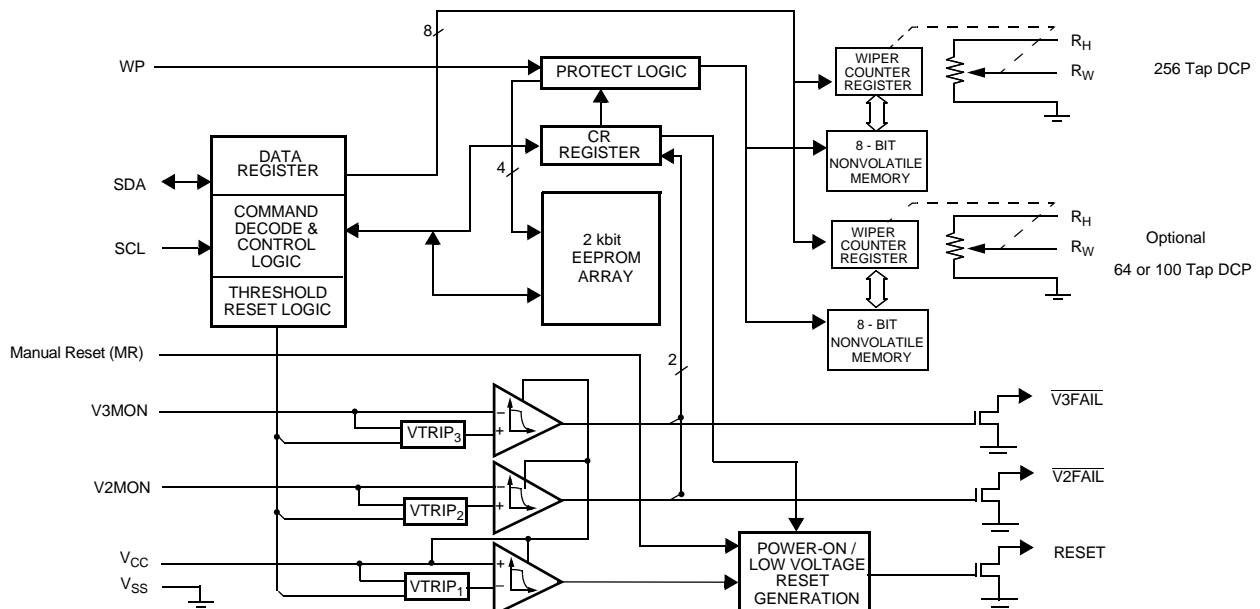 8
WP
PROTECT LOGIC
WIPER
COUNTER
REGISTER
R_H
R_W
256 Tap DCP
CR
REGISTER
8 - BIT
NONVOLATILE
MEMORY
DATA
REGISTER
4
SDA
COMMAND
DECODE &
CONTROL
LOGIC
SCL
2 kbit
EEPROM
ARRAY
WIPER
COUNTER
REGISTER
R_H
R_W
Optional
64 or 100 Tap DCP
THRESHOLD
RESET LOGIC
8 - BIT
NONVOLATILE
MEMORY
Manual Reset (MR)
2
V3MON
−
+
VTRIP3
V3FAIL
V2MON
−
+
VTRIP2
V2FAIL
VCC
+
−
VTRIP1
VSS
POWER-ON /
LOW VOLTAGE
RESET
GENERATION
RESET